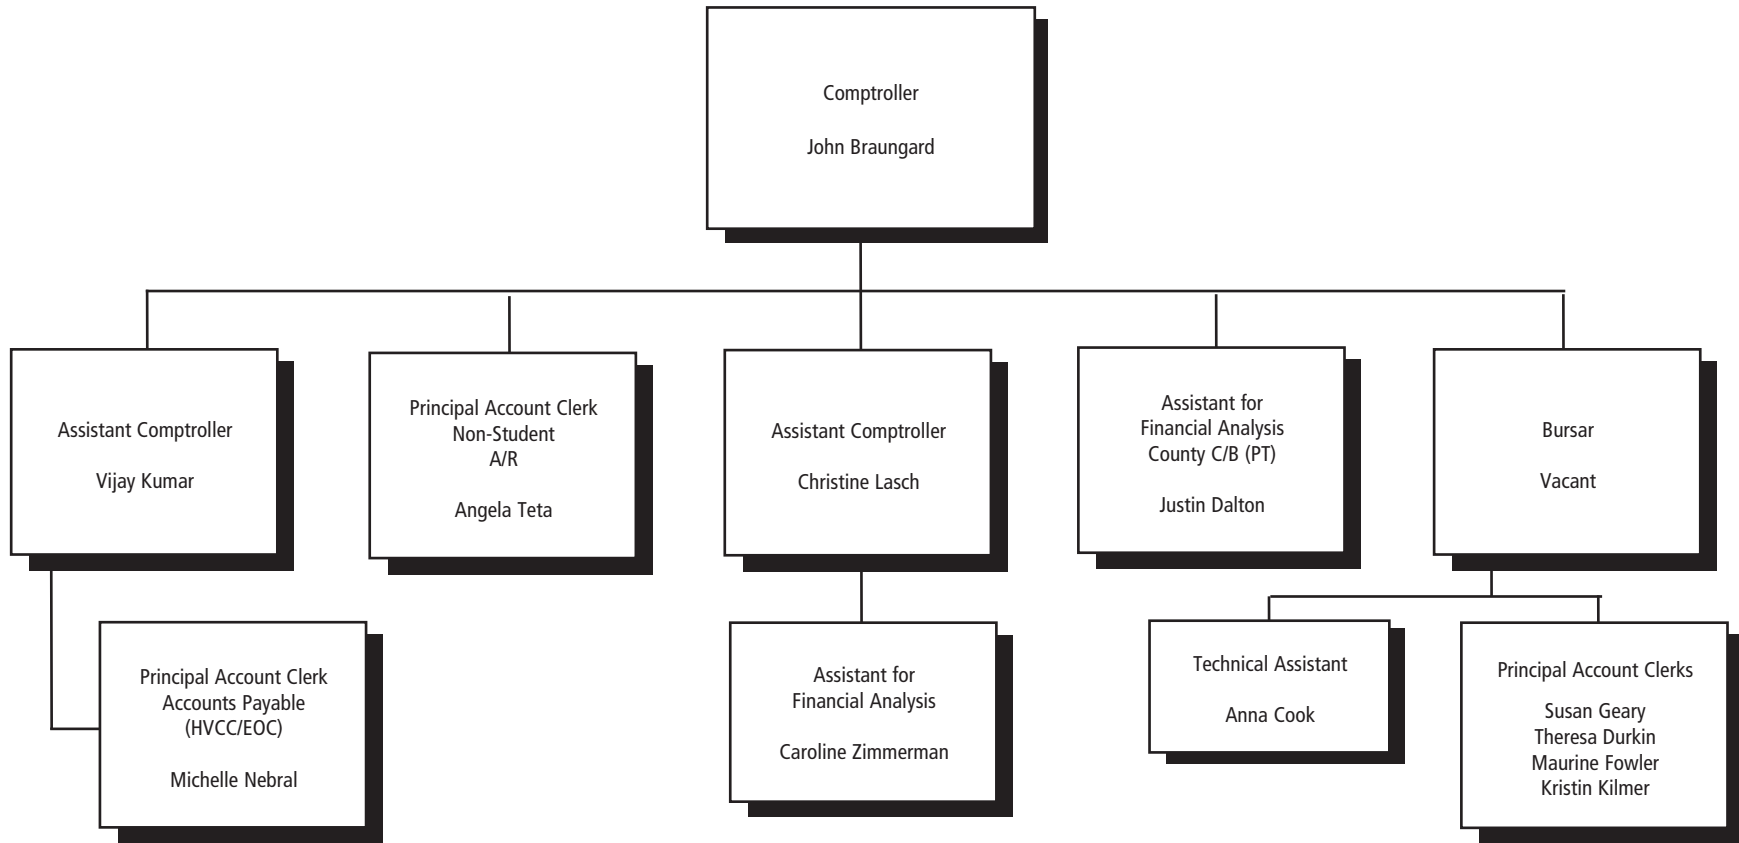 Comptroller
John Braungard
Assistant Comptroller
Vijay Kumar
Principal Account Clerk
Non-Student
A/R
Angela Teta
Assistant Comptroller
Christine Lasch
Assistant for
Financial Analysis
County C/B (PT)
Justin Dalton
Bursar
Vacant
Principal Account Clerk
Accounts Payable
(HVCC/EOC)
Michelle Nebral
Assistant for
Financial Analysis
Caroline Zimmerman
Technical Assistant
Anna Cook
Principal Account Clerks
Susan Geary
Theresa Durkin
Maurine Fowler
Kristin Kilmer